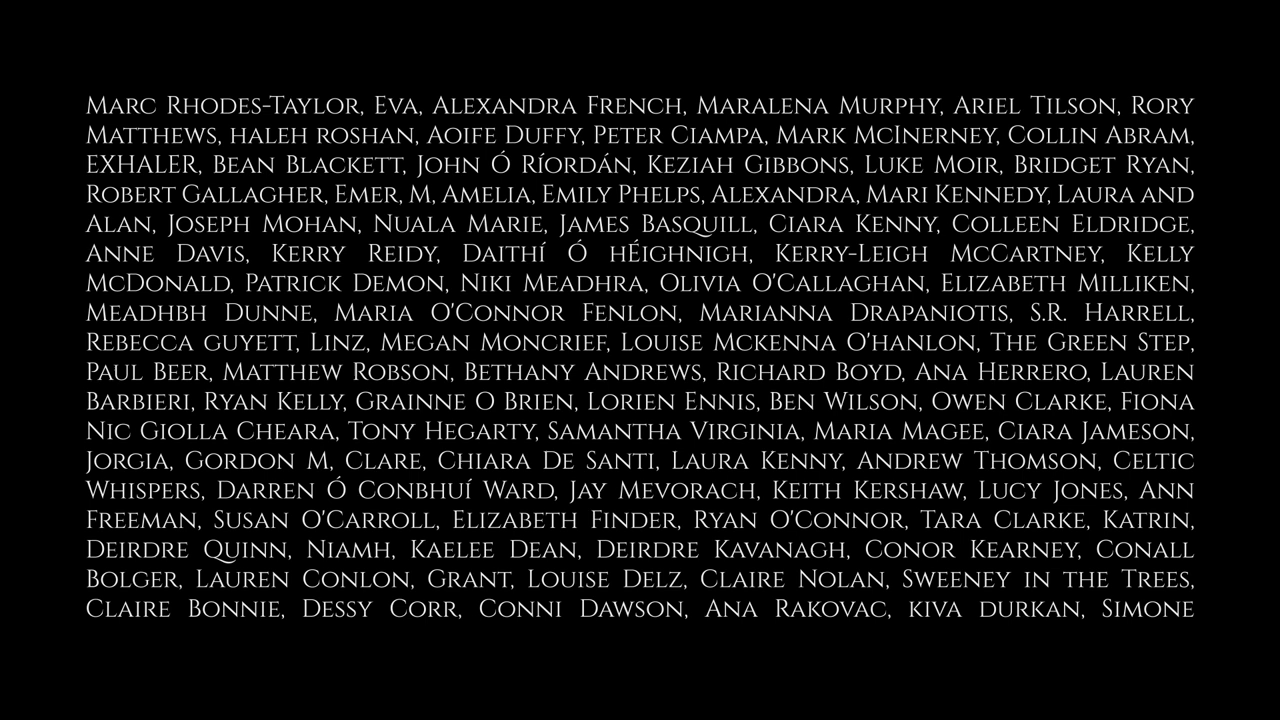 Marc Rhodes-Taylor, Eva, Alexandra French, Maralena Murphy, Ariel Tilson, Rory
Matthews, haleh roshan, Aoife Duffy, Peter Ciampa, Mark McInerney, Collin Abram,
EXHALER, Bean Blackett, John Ó Ríordán, Keziah Gibbons, Luke Moir, Bridget Ryan,
Robert Gallagher, Emer, M, Amelia, Emily Phelps, Alexandra, Mari Kennedy, Laura and
Alan, Joseph Mohan, Nuala Marie, James Basquill, Ciara Kenny, Colleen Eldridge,
Anne Davis, Kerry Reidy, Daithí Ó hÉighnigh, Kerry-Leigh McCartney, Kelly
McDonald, Patrick Demon, Niki Meadhra, Olivia O'Callaghan, Elizabeth Milliken,
Meadhbh Dunne, Maria O'Connor Fenlon, Marianna Drapaniotis, S.R. Harrell,
Rebecca guyett, Linz, Megan Moncrief, Louise Mckenna O'hanlon, The Green Step,
Paul Beer, Matthew Robson, Bethany Andrews, Richard Boyd, Ana Herrero, Lauren
Barbieri, Ryan Kelly, Grainne O Brien, Lorien Ennis, Ben Wilson, Owen Clarke, Fiona
Nic Giolla Cheara, Tony Hegarty, Samantha Virginia, Maria Magee, Ciara Jameson,
Jorgia, Gordon M, Clare, Chiara De Santi, Laura Kenny, Andrew Thomson, Celtic
Whispers, Darren Ó Conbhuí Ward, Jay Mevorach, Keith Kershaw, Lucy Jones, Ann
Freeman, Susan O'Carroll, Elizabeth Finder, Ryan O'Connor, Tara Clarke, Katrin,
Deirdre Quinn, Niamh, Kaelee Dean, Deirdre Kavanagh, Conor Kearney, Conall
Bolger, Lauren Conlon, Grant, Louise Delz, Claire Nolan, Sweeney in the Trees,
Claire Bonnie, Dessy Corr, Conni Dawson, Ana Rakovac, kiva durkan, Simone